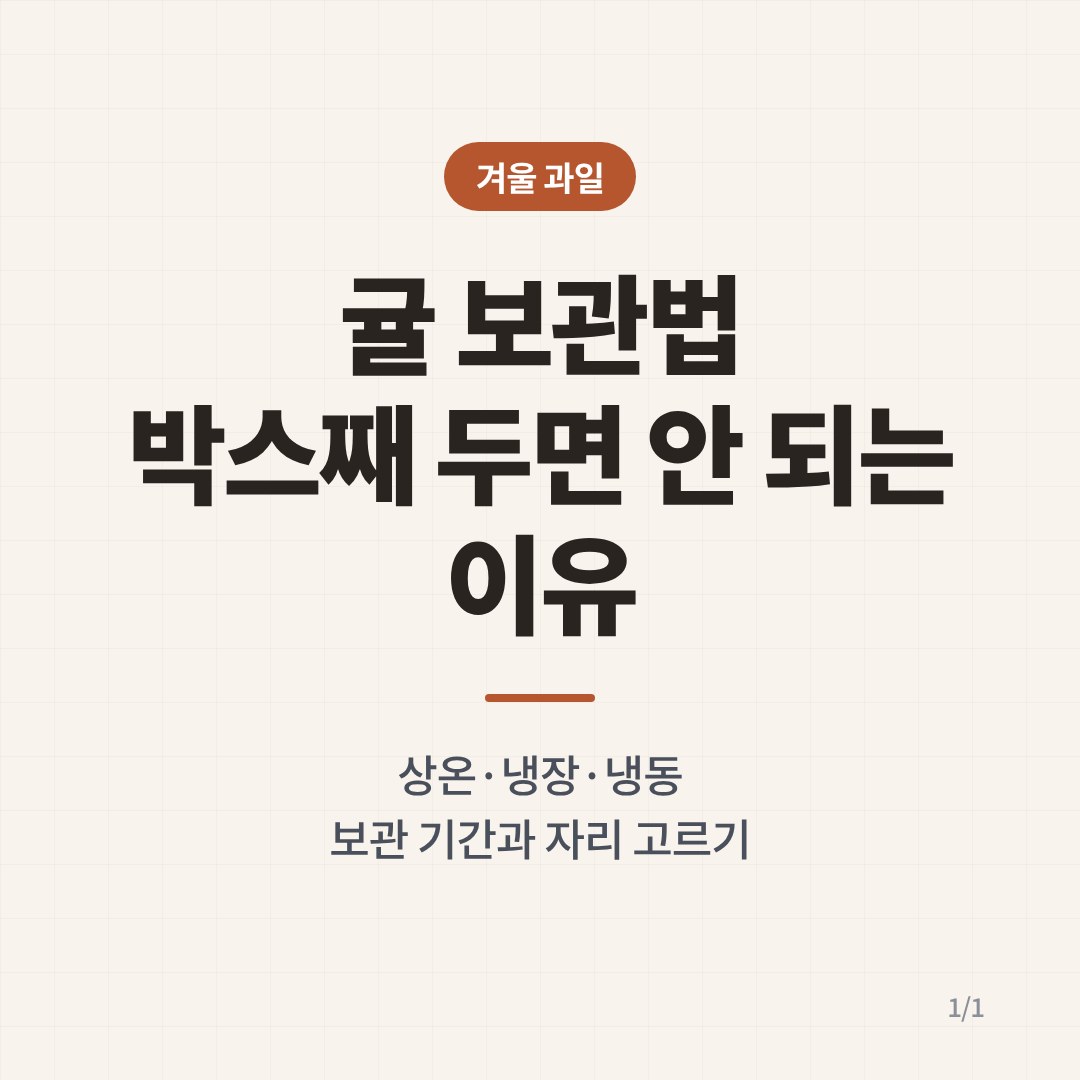 겨울 과일
귤 보관법
박스째 두면 안 되는
이유
상온 · 냉장 · 냉동
보관 기간과 자리 고르기
1/1